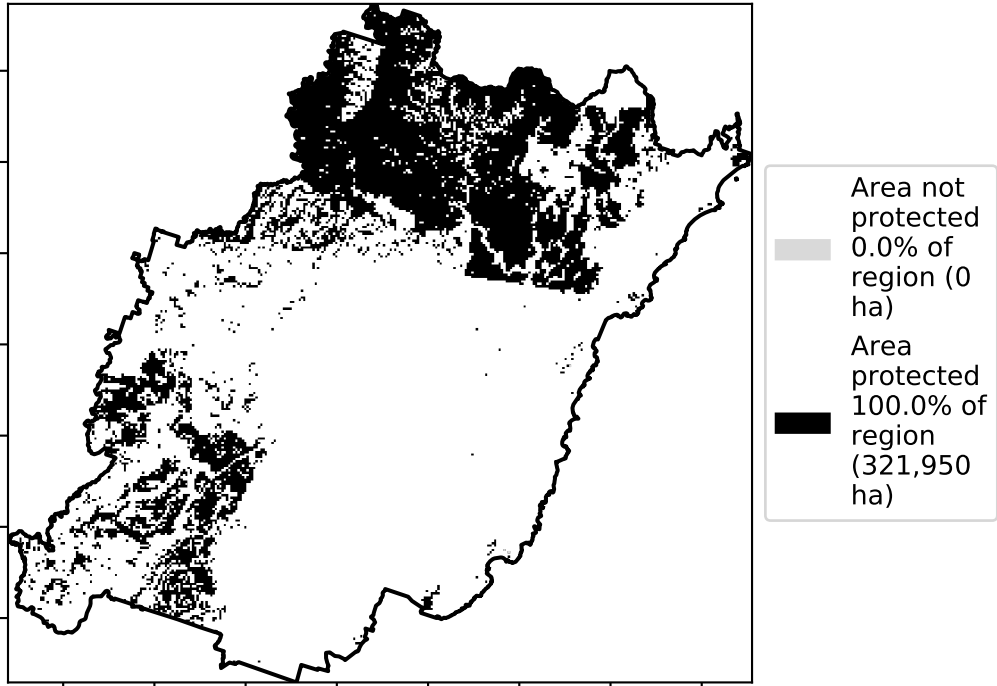 Area not
protected
0.0% of
region (0
ha)
Area
protected
100.0% of
region
(321,950
ha)